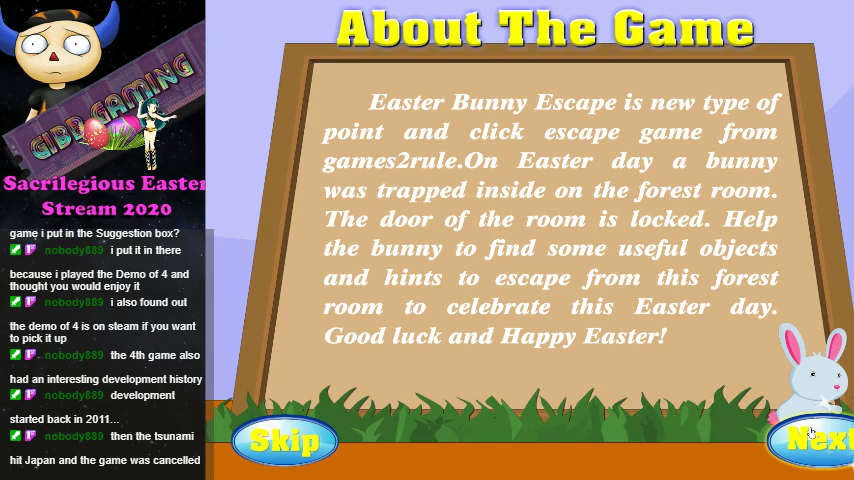 GIBB GAMING
Sacrilegious Easter
Stream 2020
game i put in the Suggestion box?
nobody889 i put it in there
because i played the Demo of 4 and
thought you would enjoy it
nobody889 i also found out
the demo of 4 is on steam if you want
to pick it up
nobody889 the 4th game also
had an interesting development history
nobody889 development
started back in 2011...
nobody889 then the tsunami
hit Japan and the game was cancelled
About The Game
Easter Bunny Escape is new type of
point and click escape game from
games2rule.On Easter day a bunny
was trapped inside on the forest room.
The door of the room is locked. Help
the bunny to find some useful objects
and hints to escape from this forest
room to celebrate this Easter day.
Good luck and Happy Easter!
Skip
Next